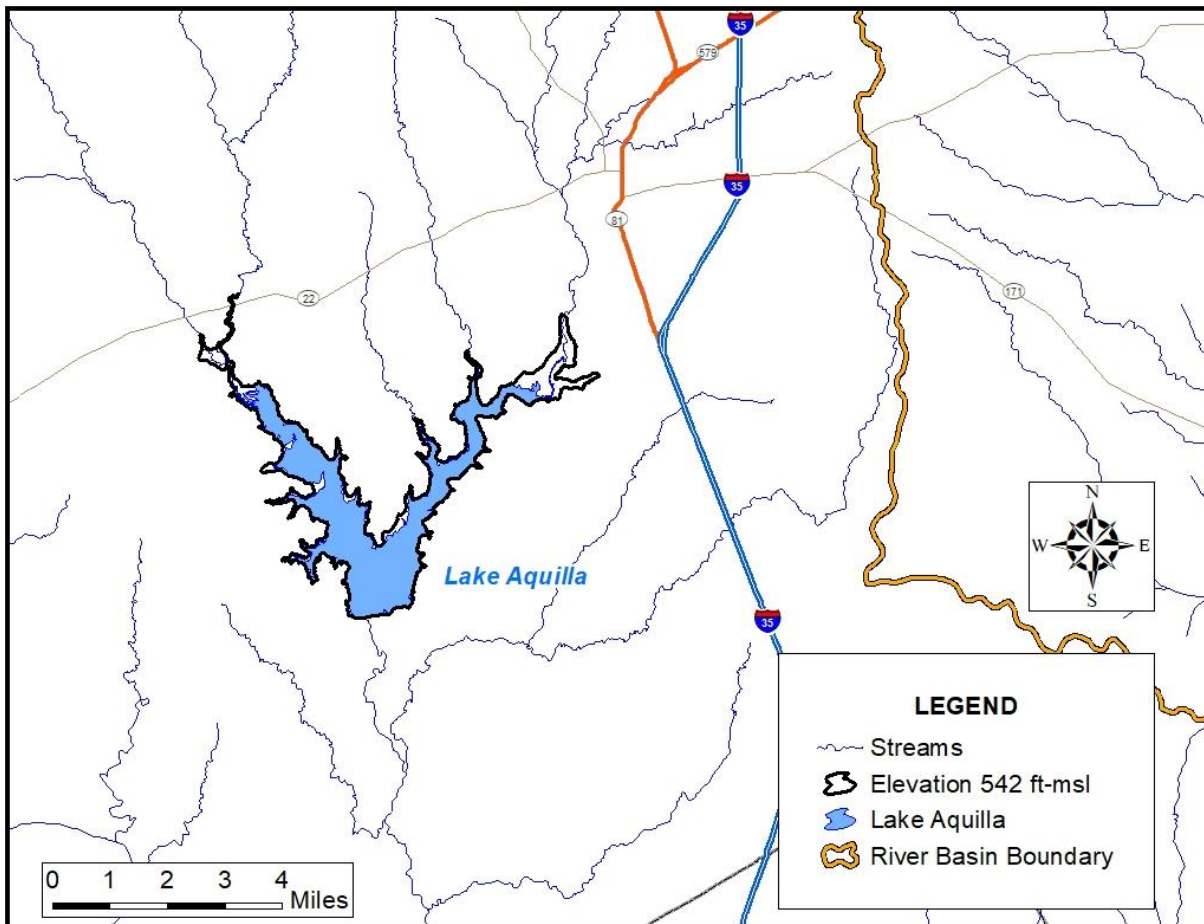 35
579
35
81
22
171
N
W E
S
Lake Aquilla
35
LEGEND
Streams
Elevation 542 ft-msl
Lake Aquilla
River Basin Boundary
0 1 2 3 4
Miles